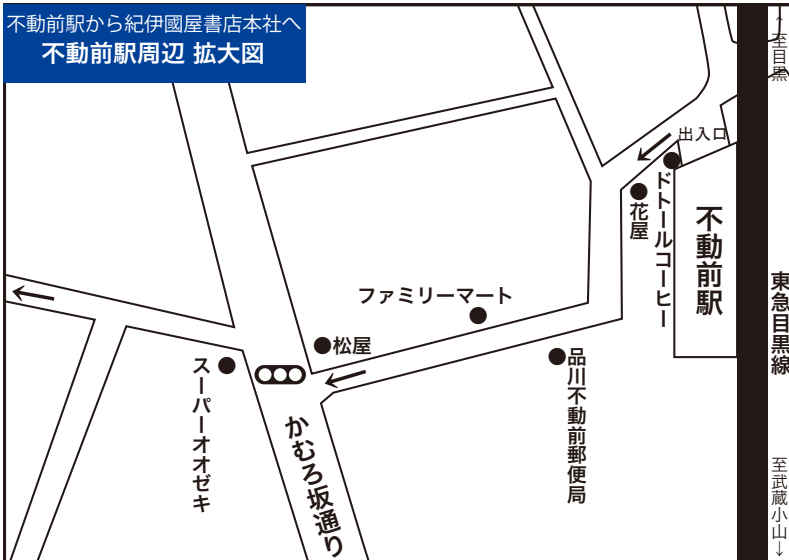 不動前駅から紀伊國屋書店本社へ
不動前駅周辺 拡大図
↑至目黒
出入口
ドトールコーヒー
花屋
不動前駅
東急目黒線
ファミリーマート
松屋
品川不動前郵便局
スーパーオオゼキ
かむろ坂通り
至武蔵小山↓